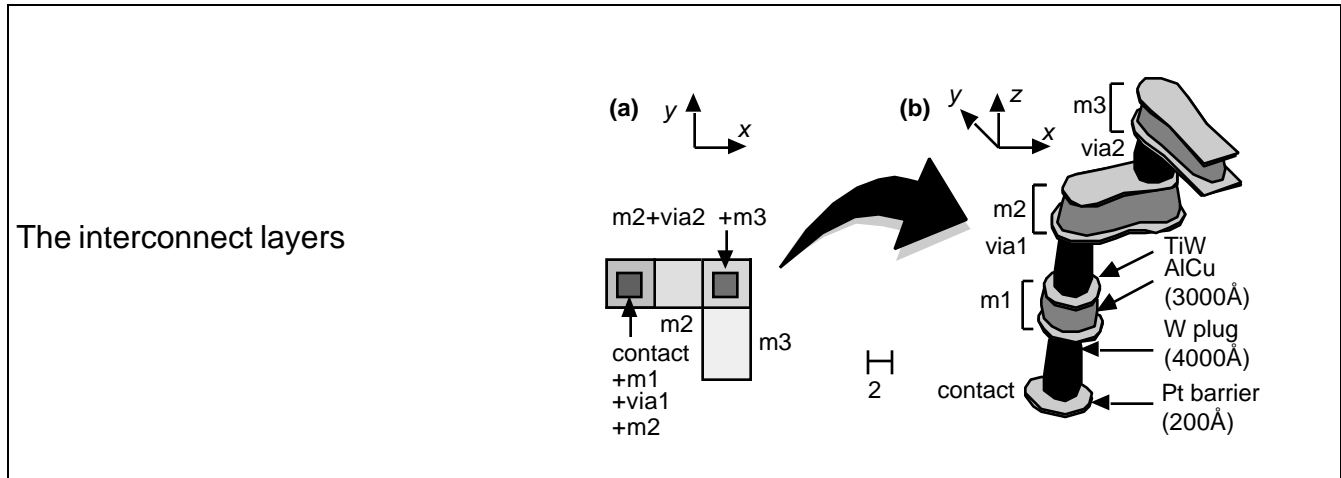 The interconnect layers
(a)
y
x
m2+via2 +m3
m2
m3
contact
+m1
+via1
+m2
2
(b)
y
z
x
m3
via2
m2
via1
m1
contact
TiW
AlCu
(3000Å)
W plug
(4000Å)
Pt barrier
(200Å)